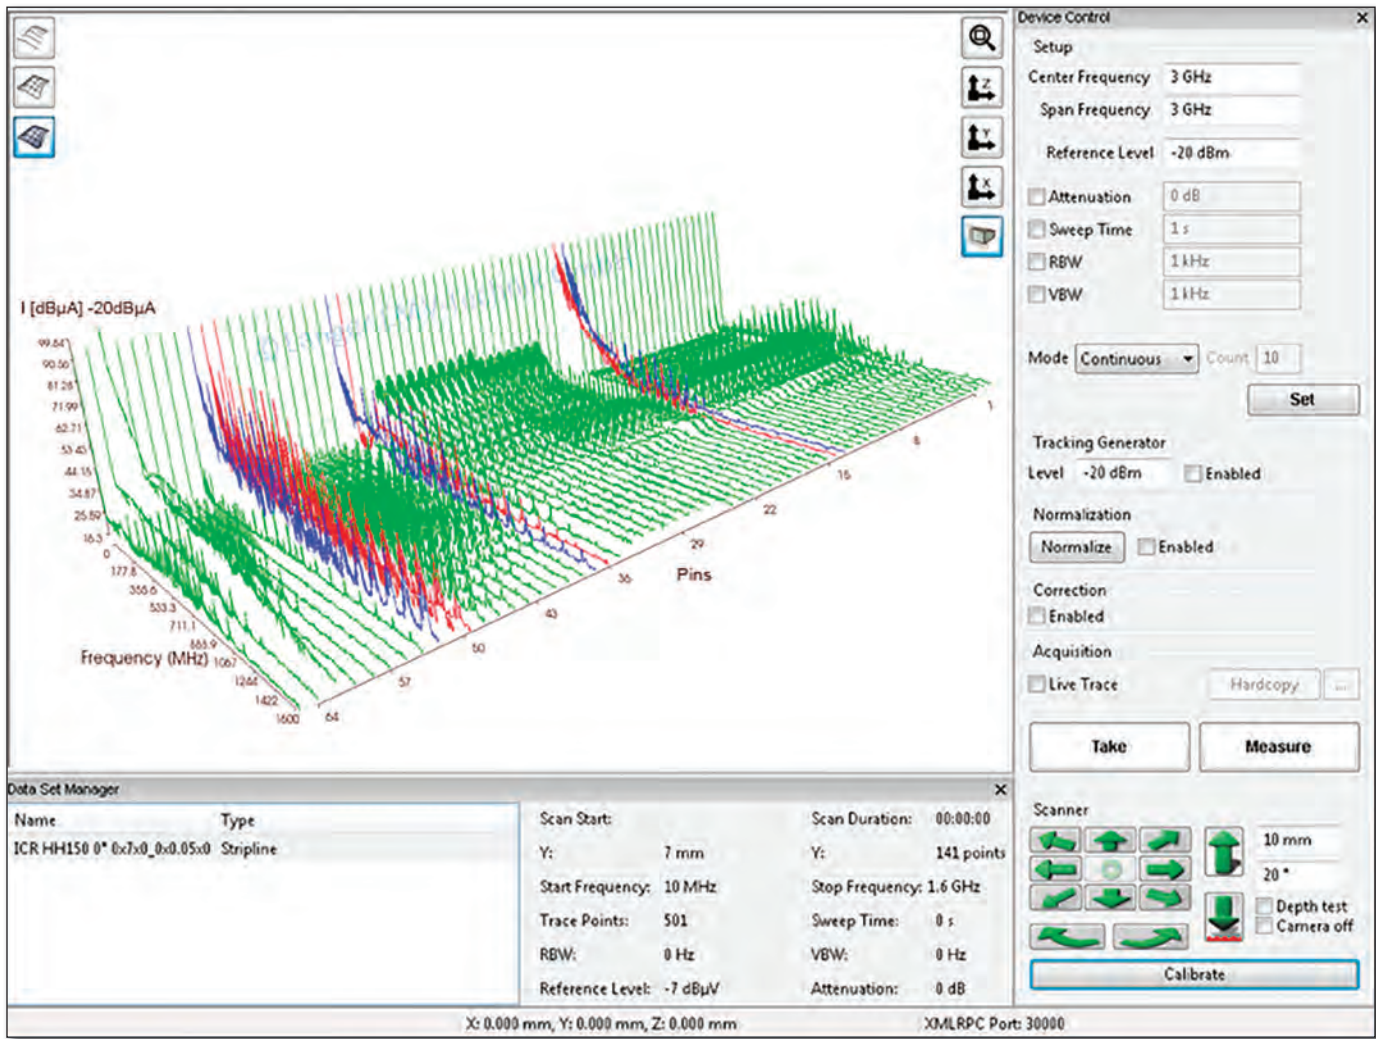 Device Control
Setup
Center Frequency 3 GHz
Span Frequency 3 GHz
Reference Level -20 dBm
Attenuation 0 dB
Sweep Time 1 s
RBW 1 kHz
VBW 1 kHz
Mode Continuous Count 10
Set
Tracking Generator
Level -20 dBm Enabled
Normalization
Normalize Enabled
Correction
Enabled
Acquisition
Live Trace Hardcopy ...
Take Measure
Scanner
10 mm
20 °
Depth test
Camera off
Calibrate
Z
Y
X
I [dBµA] -20dBµA
99.84
90.56
81.28
71.99
62.71
53.43
44.15
34.87
25.59
16.3
0
177.8
355.6
533.3
711.1
888.9
1067
1244
1422
1600
Frequency (MHz)
64
57
50
43
36
29
22
15
8
1
Pins
© Langer EMV-Technik
Data Set Manager
Name Type
ICR HH150 0° 0x7x0_0x0.05x0 Stripline
Scan Start: Scan Duration: 00:00:00
Y: 7 mm Y: 141 points
Start Frequency: 10 MHz Stop Frequency: 1.6 GHz
Trace Points: 501 Sweep Time: 0 s
RBW: 0 Hz VBW: 0 Hz
Reference Level: -7 dBµV Attenuation: 0 dB
X: 0.000 mm, Y: 0.000 mm, Z: 0.000 mm XMLRPC Port: 30000